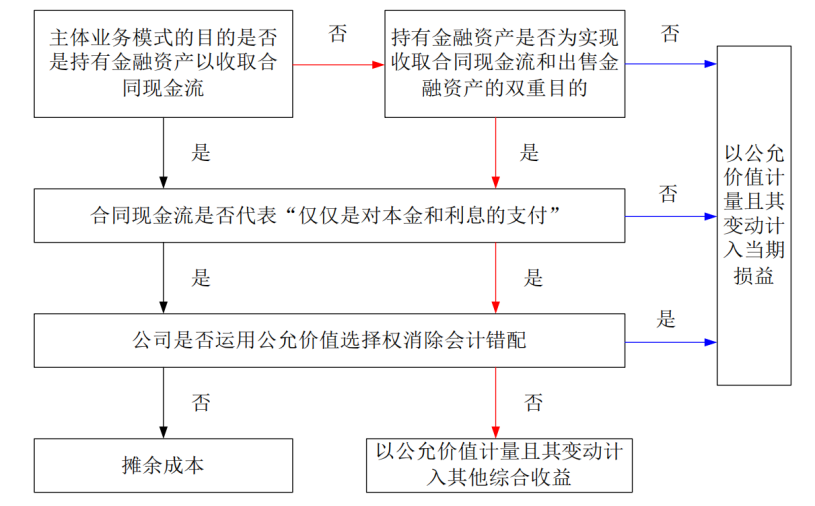 主体业务模式的目的是否
是持有金融资产以收取合
同现金流
否
持有金融资产是否为实现
收取合同现金流和出售金
融资产的双重目的
否
以公允
价值计
量且其
变动计
入当期
损益
是
是
合同现金流是否代表“仅仅是对本金和利息的支付”
否
是
是
公司是否运用公允价值选择权消除会计错配
是
否
否
摊余成本
以公允价值计量且其变动计
入其他综合收益